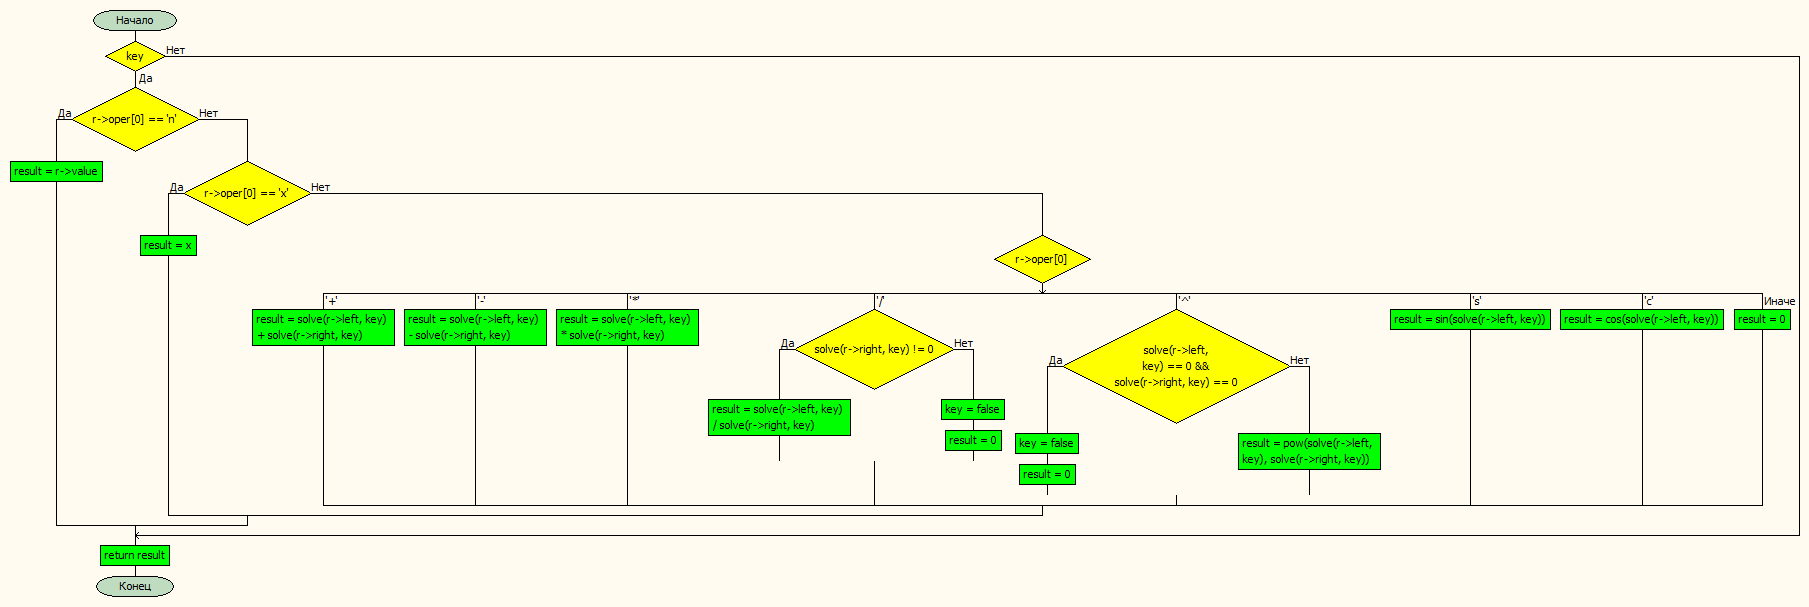 Начало
key
Нет
Да
r->oper[0] == 'n'
Да
Нет
result = r->value
r->oper[0] == 'x'
Да
Нет
result = x
r->oper[0]
'+'
result = solve(r->left, key)
+ solve(r->right, key)
'-'
result = solve(r->left, key)
- solve(r->right, key)
'*'
result = solve(r->left, key)
* solve(r->right, key)
'/'
solve(r->right, key) != 0
Да
Нет
result = solve(r->left, key)
/ solve(r->right, key)
key = false
result = 0
'^'
solve(r->left,
key) == 0 &&
solve(r->right, key) == 0
Да
Нет
key = false
result = 0
result = pow(solve(r->left,
key), solve(r->right, key))
's'
result = sin(solve(r->left, key))
'c'
result = cos(solve(r->left, key))
Иначе
result = 0
return result
Конец